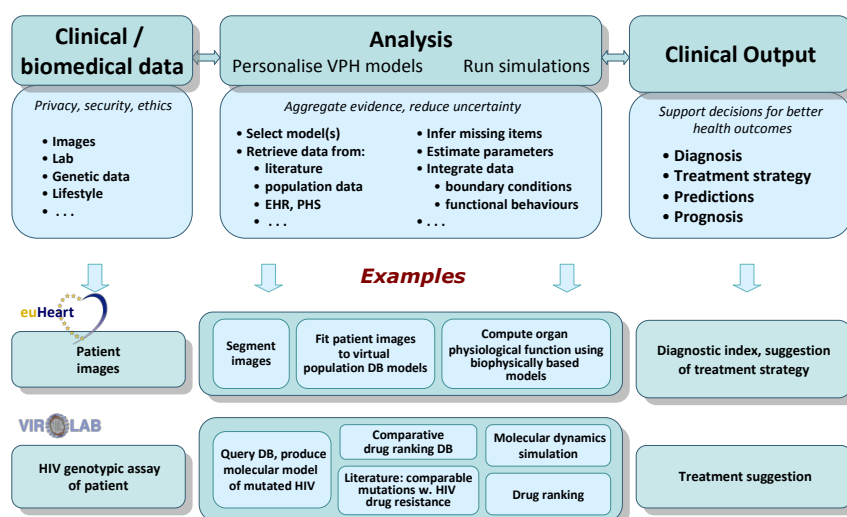 Clinical /
biomedical data
Analysis
Personalise VPH models Run simulations
Clinical Output
Privacy, security, ethics
• Images
• Lab
• Genetic data
• Lifestyle
• . . .
Aggregate evidence, reduce uncertainty
• Select model(s)
• Retrieve data from:
• literature
• population data
• EHR, PHS
• . . .
• Infer missing items
• Estimate parameters
• Integrate data
• boundary conditions
• functional behaviours
• . . .
Support decisions for better
health outcomes
• Diagnosis
• Treatment strategy
• Predictions
• Prognosis
Examples
euHeart
Patient
images
Segment
images
Fit patient images
to virtual
population DB models
Compute organ
physiological function using
biophysically based
models
Diagnostic index, suggestion
of treatment strategy
VIROLAB
HIV genotypic assay
of patient
Query DB, produce
molecular model
of mutated HIV
Comparative
drug ranking DB
Literature: comparable
mutations w. HIV
drug resistance
Molecular dynamics
simulation
Drug ranking
Treatment suggestion